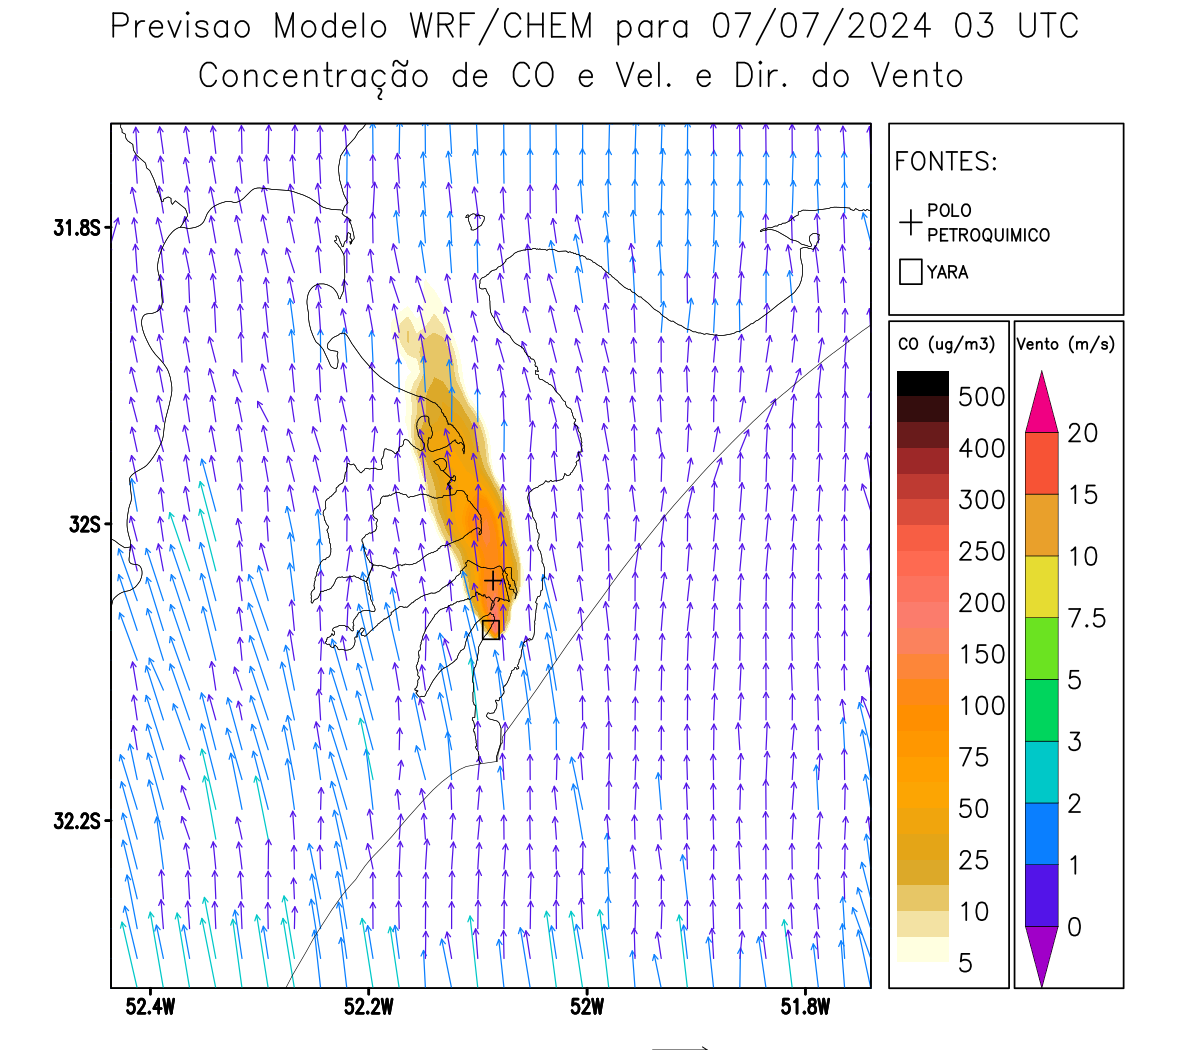 Previsao Modelo WRF/CHEM para 07/07/2024 03 UTC
Concentração de CO e Vel. e Dir. do Vento
FONTES:
POLO
PETROQUIMICO
YARA
CO (ug/m3)
500
400
300
250
200
150
100
75
50
25
10
5
Vento (m/s)
20
15
10
7.5
5
3
2
1
0
31.8S
32S
32.2S
52.4W
52.2W
52W
51.8W